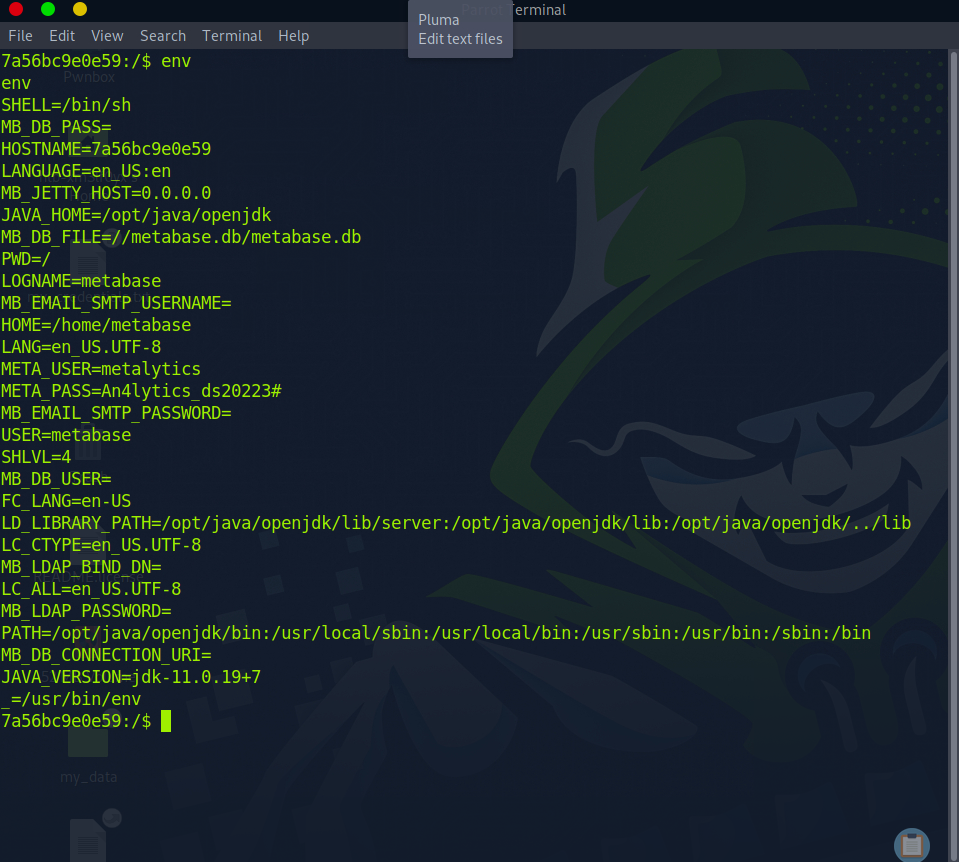 Parrot Terminal
Pluma
Edit text files
File Edit View Search Terminal Help
7a56bc9e0e59:/$ env
env
SHELL=/bin/sh
MB_DB_PASS=
HOSTNAME=7a56bc9e0e59
LANGUAGE=en_US:en
MB_JETTY_HOST=0.0.0.0
JAVA_HOME=/opt/java/openjdk
MB_DB_FILE=//metabase.db/metabase.db
PWD=/
LOGNAME=metabase
MB_EMAIL_SMTP_USERNAME=
HOME=/home/metabase
LANG=en_US.UTF-8
META_USER=metalytics
META_PASS=An4lytics_ds20223#
MB_EMAIL_SMTP_PASSWORD=
USER=metabase
SHLVL=4
MB_DB_USER=
FC_LANG=en-US
LD_LIBRARY_PATH=/opt/java/openjdk/lib/server:/opt/java/openjdk/lib:/opt/java/openjdk/../lib
LC_CTYPE=en_US.UTF-8
MB_LDAP_BIND_DN=
LC_ALL=en_US.UTF-8
MB_LDAP_PASSWORD=
PATH=/opt/java/openjdk/bin:/usr/local/sbin:/usr/local/bin:/usr/sbin:/usr/bin:/sbin:/bin
MB_DB_CONNECTION_URI=
JAVA_VERSION=jdk-11.0.19+7
_=/usr/bin/env
7a56bc9e0e59:/$
Pwnbox
README.license
my_data